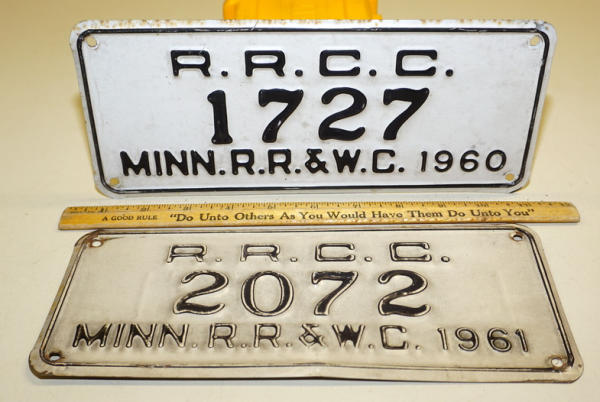 R.R.C.C.
1727
MINN.R.R.&W.C. 1960
A GOOD RULE "Do Unto Others As You Would Have Them Do Unto You"
R.R.C.C.
2072
MINN.R.R.&W.C. 1961